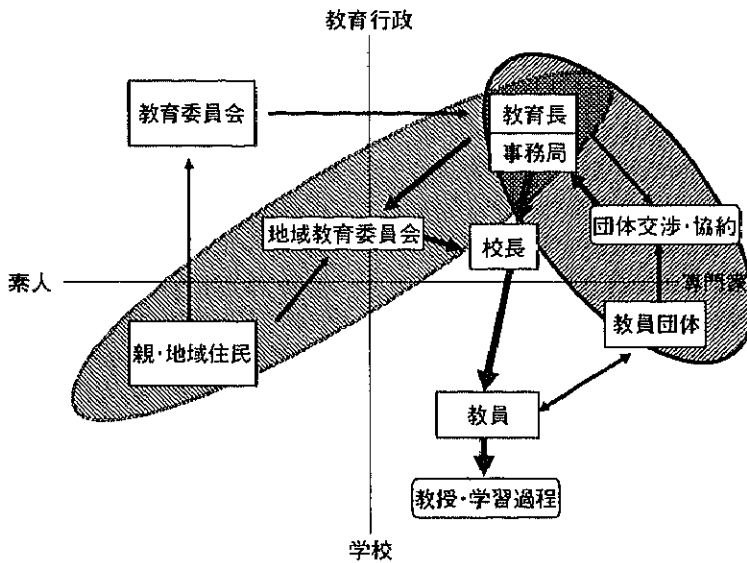 教育行政
教育委員会
教育長
事務局
地域教育委員会
校長
団体交渉・協約
素人
専門家
親・地域住民
教員団体
教員
教授・学習過程
学校